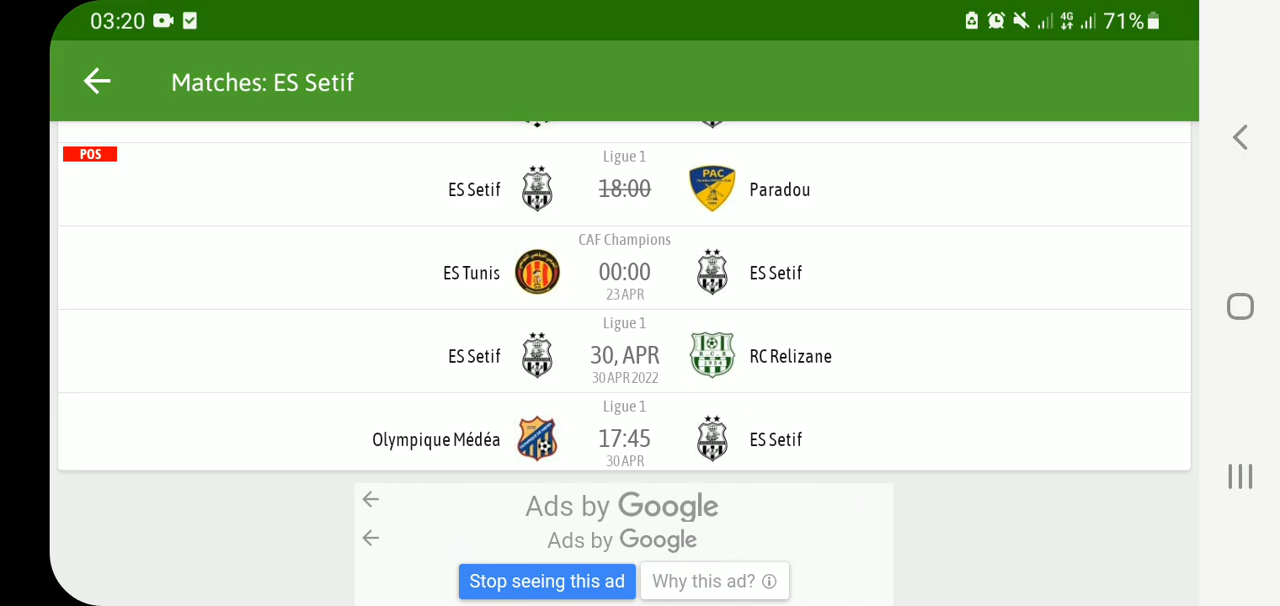 03:20
4G
71%
Matches: ES Setif
POS
Ligue 1
ES Setif 18:00 PAC Paradou
CAF Champions
ES Tunis 00:00 ES Setif
23 APR
Ligue 1
ES Setif 30, APR RC Relizane
30 APR 2022
Ligue 1
Olympique Médéa 17:45 ES Setif
30 APR
Ads by Google
Ads by Google
Stop seeing this ad Why this ad?